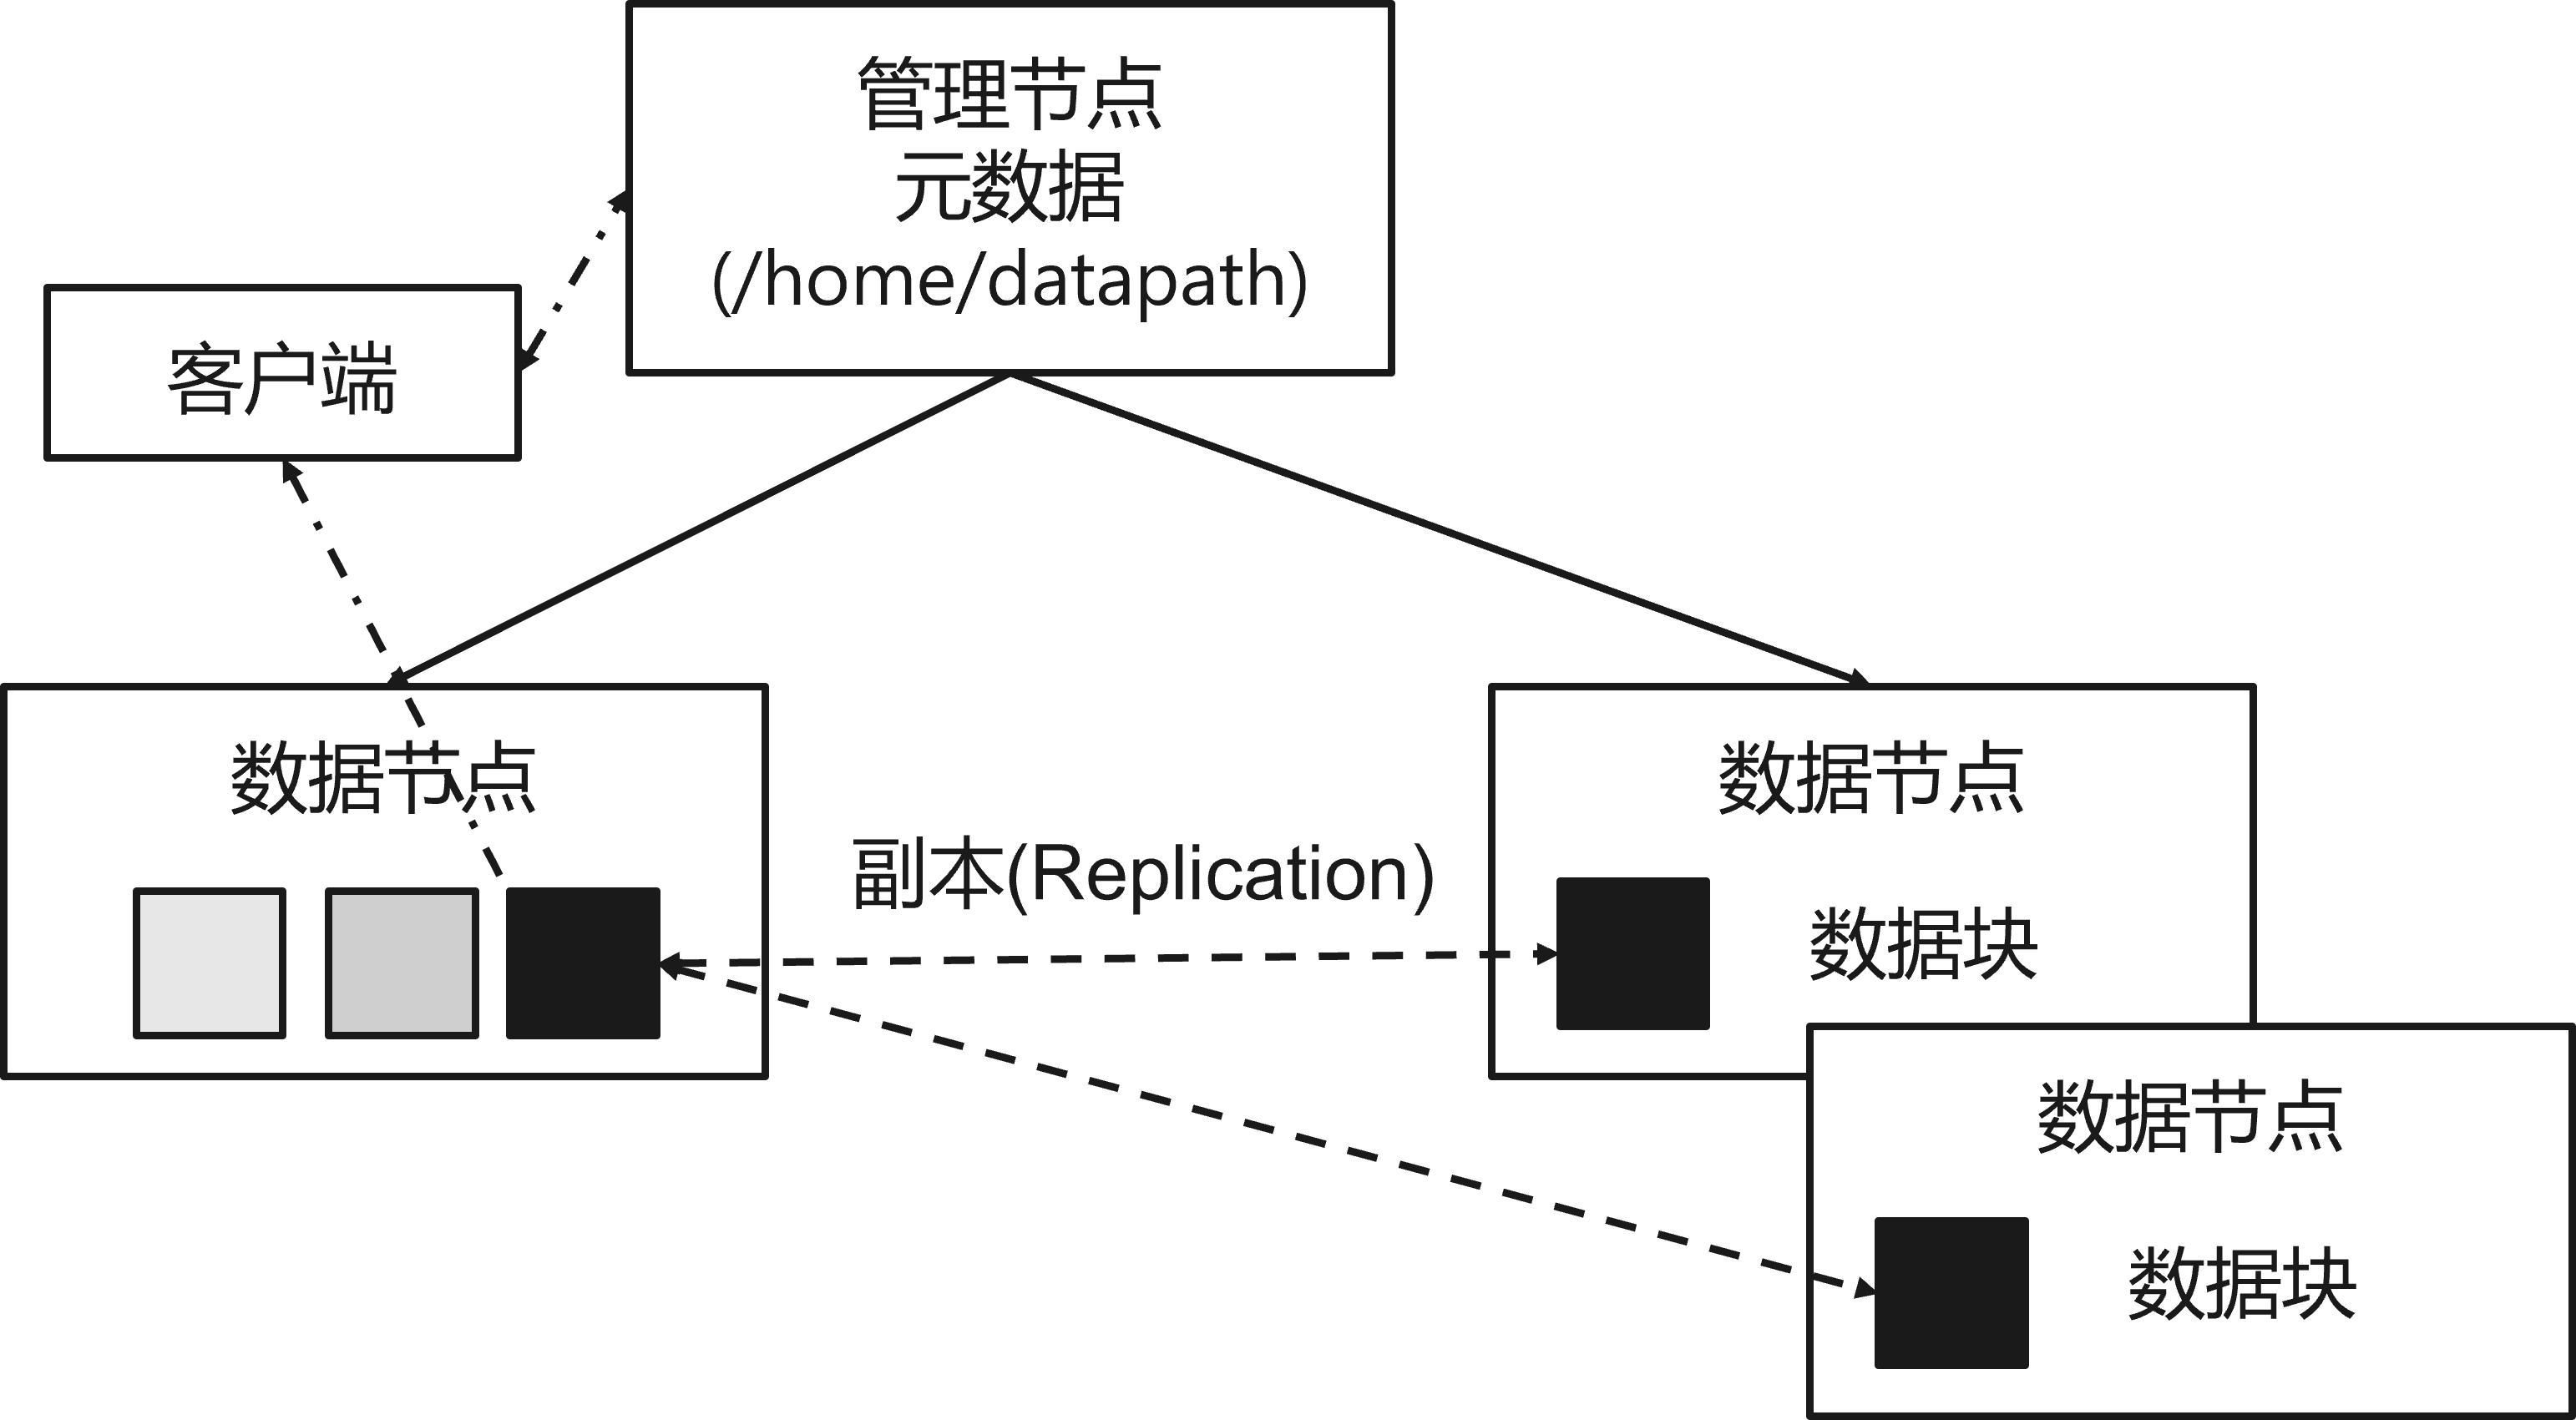 管理节点
元数据
(/home/datapath)
客户端
数据节点
数据节点
副本(Replication)
数据块
数据节点
数据块